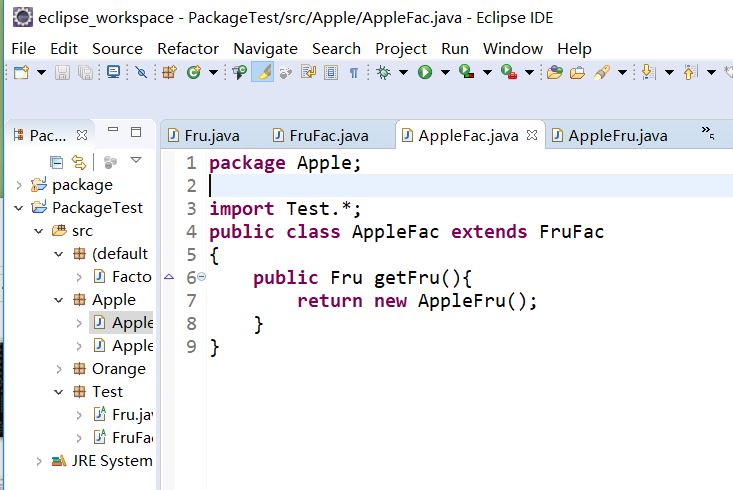 eclipse_workspace - PackageTest/src/Apple/AppleFac.java - Eclipse IDE
File Edit Source Refactor Navigate Search Project Run Window Help
Pac...
Fru.java FruFac.java AppleFac.java AppleFru.java »5
package
PackageTest
src
(default
Facto
Apple
Apple
Apple
Orange
Test
Fru.ja
FruFa
JRE System
1 package Apple;
2
3 import Test.*;
4 public class AppleFac extends FruFac
5 {
6 public Fru getFru(){
7 return new AppleFru();
8 }
9 }